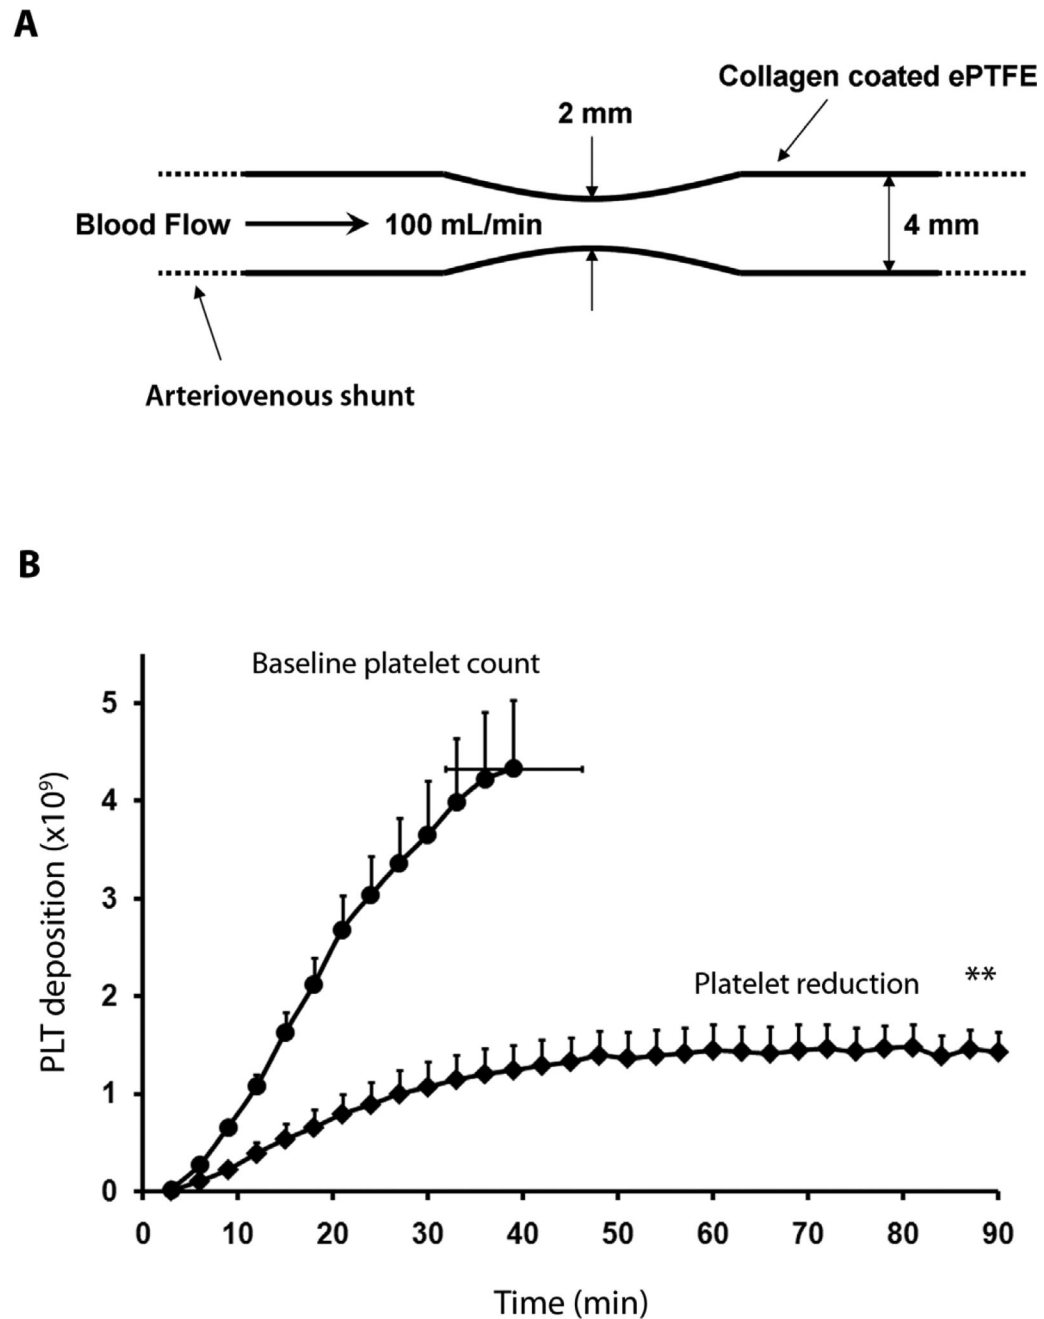 A
Collagen coated ePTFE
2 mm
Blood Flow
100 mL/min
4 mm
Arteriovenous shunt
B
Baseline platelet count
5
4
3
2
1
0
PLT deposition (x10⁹)
Platelet reduction
**
0 10 20 30 40 50 60 70 80 90
Time (min)